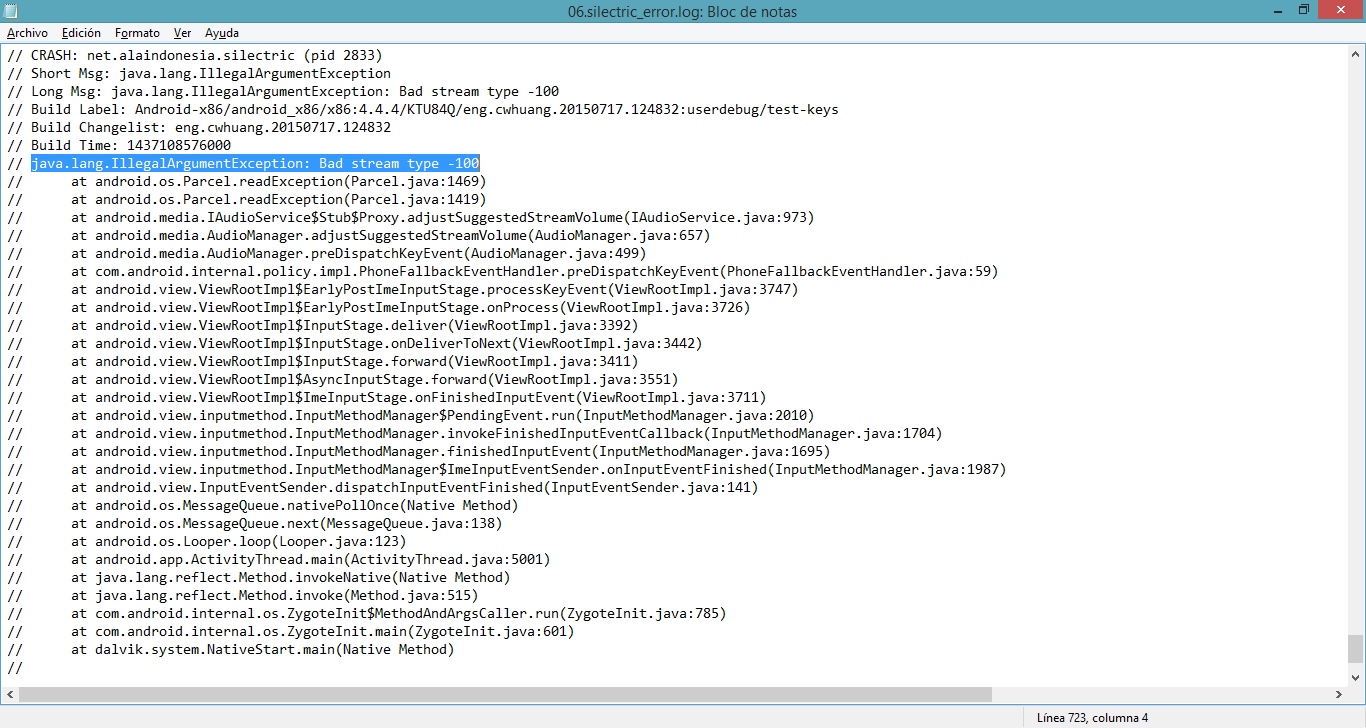 06.silectric_error.log: Bloc de notas
Archivo Edición Formato Ver Ayuda
// CRASH: net.alaindonesia.silectric (pid 2833)
// Short Msg: java.lang.IllegalArgumentException
// Long Msg: java.lang.IllegalArgumentException: Bad stream type -100
// Build Label: Android-x86/android_x86/x86:4.4.4/KTU84Q/eng.cwhuang.20150717.124832:userdebug/test-keys
// Build Changelist: eng.cwhuang.20150717.124832
// Build Time: 1437108576000
// java.lang.IllegalArgumentException: Bad stream type -100
//      at android.os.Parcel.readException(Parcel.java:1469)
//      at android.os.Parcel.readException(Parcel.java:1419)
//      at android.media.IAudioService$Stub$Proxy.adjustSuggestedStreamVolume(IAudioService.java:973)
//      at android.media.AudioManager.adjustSuggestedStreamVolume(AudioManager.java:657)
//      at android.media.AudioManager.preDispatchKeyEvent(AudioManager.java:499)
//      at com.android.internal.policy.impl.PhoneFallbackEventHandler.preDispatchKeyEvent(PhoneFallbackEventHandler.java:59)
//      at android.view.ViewRootImpl$EarlyPostImeInputStage.processKeyEvent(ViewRootImpl.java:3747)
//      at android.view.ViewRootImpl$EarlyPostImeInputStage.onProcess(ViewRootImpl.java:3726)
//      at android.view.ViewRootImpl$InputStage.deliver(ViewRootImpl.java:3392)
//      at android.view.ViewRootImpl$InputStage.onDeliverToNext(ViewRootImpl.java:3442)
//      at android.view.ViewRootImpl$InputStage.forward(ViewRootImpl.java:3411)
//      at android.view.ViewRootImpl$AsyncInputStage.forward(ViewRootImpl.java:3551)
//      at android.view.ViewRootImpl$ImeInputStage.onFinishedInputEvent(ViewRootImpl.java:3711)
//      at android.view.inputmethod.InputMethodManager$PendingEvent.run(InputMethodManager.java:2010)
//      at android.view.inputmethod.InputMethodManager.invokeFinishedInputEventCallback(InputMethodManager.java:1704)
//      at android.view.inputmethod.InputMethodManager.finishedInputEvent(InputMethodManager.java:1695)
//      at android.view.inputmethod.InputMethodManager$ImeInputEventSender.onInputEventFinished(InputMethodManager.java:1987)
//      at android.view.InputEventSender.dispatchInputEventFinished(InputEventSender.java:141)
//      at android.os.MessageQueue.nativePollOnce(Native Method)
//      at android.os.MessageQueue.next(MessageQueue.java:138)
//      at android.os.Looper.loop(Looper.java:123)
//      at android.app.ActivityThread.main(ActivityThread.java:5001)
//      at java.lang.reflect.Method.invokeNative(Native Method)
//      at java.lang.reflect.Method.invoke(Method.java:515)
//      at com.android.internal.os.ZygoteInit$MethodAndArgsCaller.run(ZygoteInit.java:785)
//      at com.android.internal.os.ZygoteInit.main(ZygoteInit.java:601)
//      at dalvik.system.NativeStart.main(Native Method)
//
Línea 723, columna 4